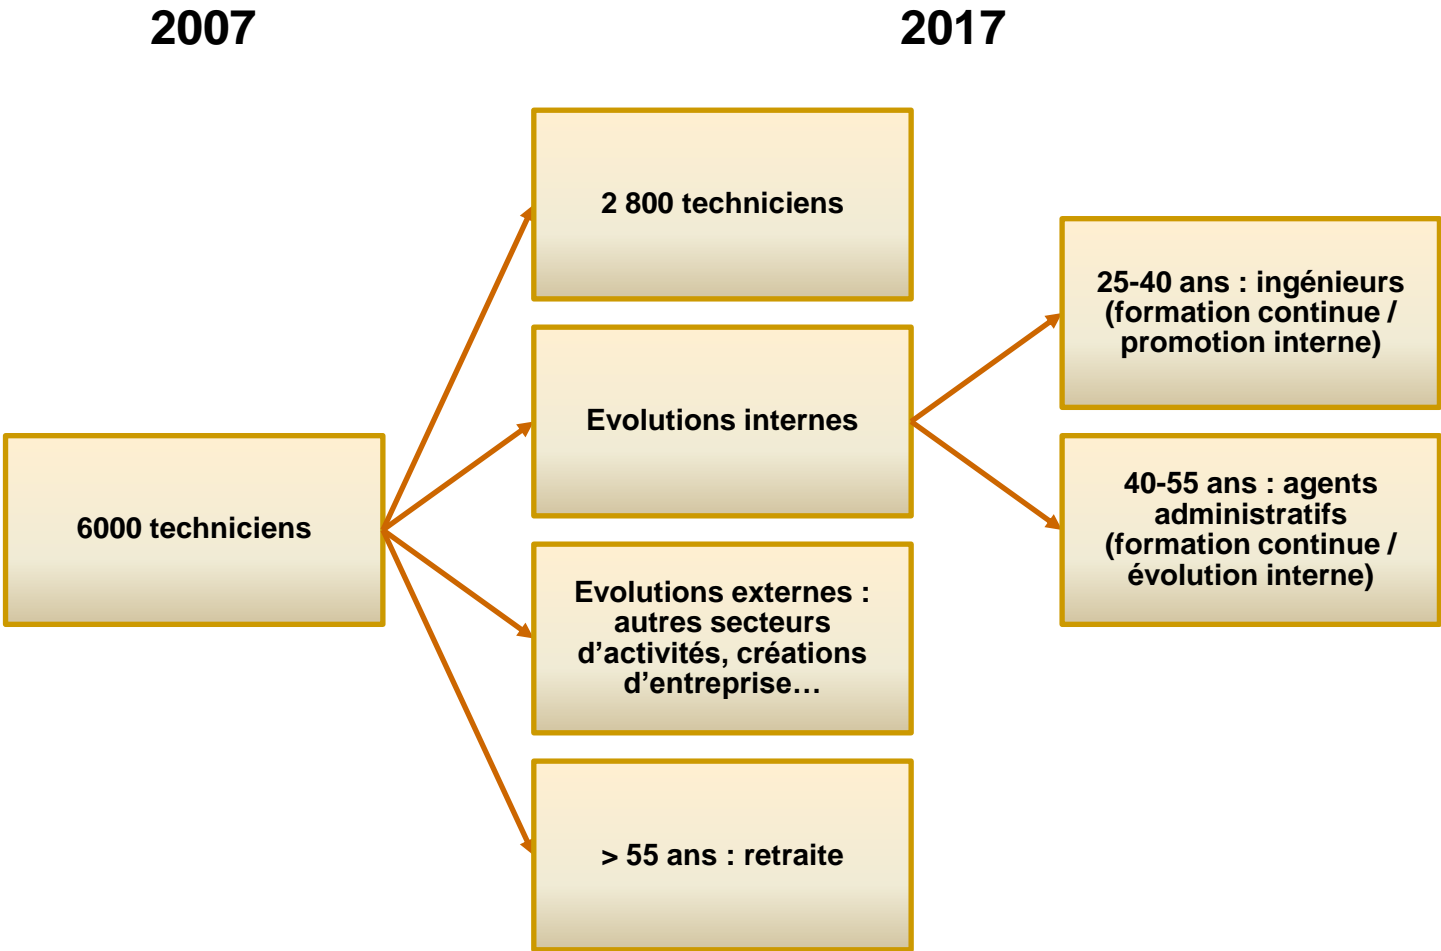 2007
2017
2 800 techniciens
25-40 ans : ingénieurs
(formation continue /
promotion interne)
Evolutions internes
6000 techniciens
40-55 ans : agents
administratifs
(formation continue /
évolution interne)
Evolutions externes :
autres secteurs
d’activités, créations
d’entreprise…
> 55 ans : retraite